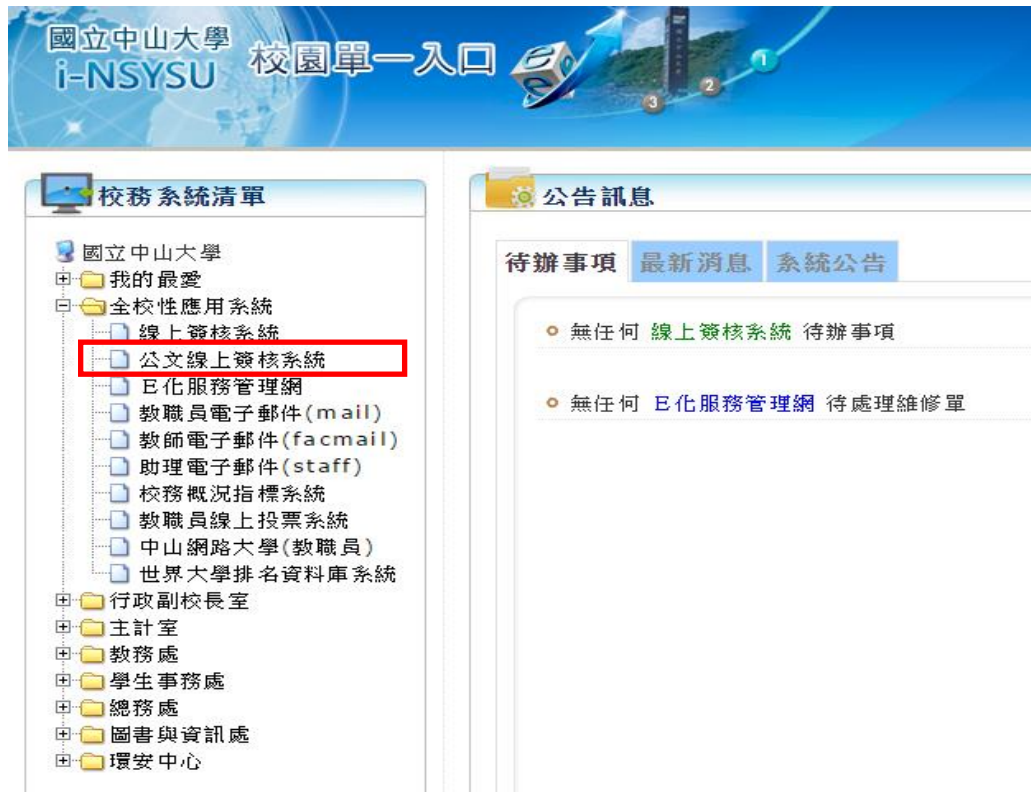 國立中山大學
i-NSYSU
校園單一入口
1
2
3
校務系統清單
國立中山大學
我的最愛
全校性應用系統
線上簽核系統
公文線上簽核系統
E化服務管理網
教職員電子郵件(mail)
教師電子郵件(facmail)
助理電子郵件(staff)
校務概況指標系統
教職員線上投票系統
中山網路大學(教職員)
世界大學排名資料庫系統
行政副校長室
主計室
教務處
學生事務處
總務處
圖書與資訊處
環安中心
公告訊息
待辦事項 最新消息 系統公告
無任何 線上簽核系統 待辦事項
無任何 E化服務管理網 待處理維修單